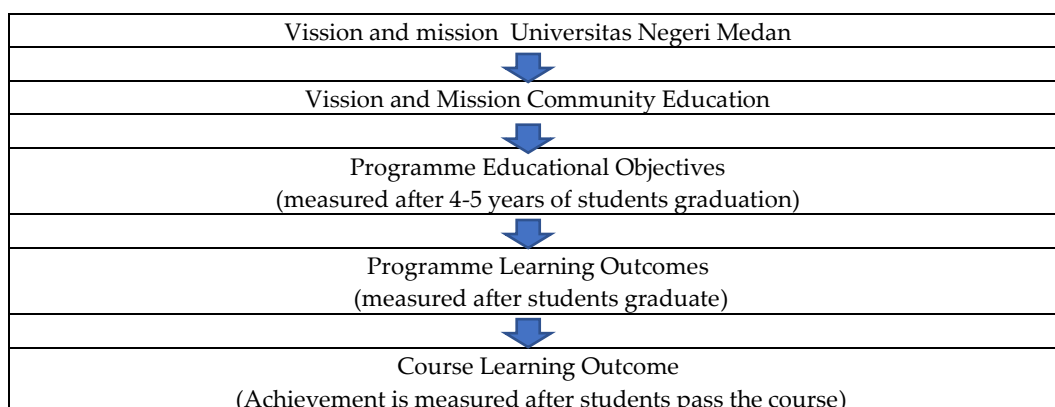 Vission and mission Universitas Negeri Medan
Vission and Mission Community Education
Programme Educational Objectives
(measured after 4-5 years of students graduation)
Programme Learning Outcomes
(measured after students graduate)
Course Learning Outcome
(Achievement is measured after students pass the course)